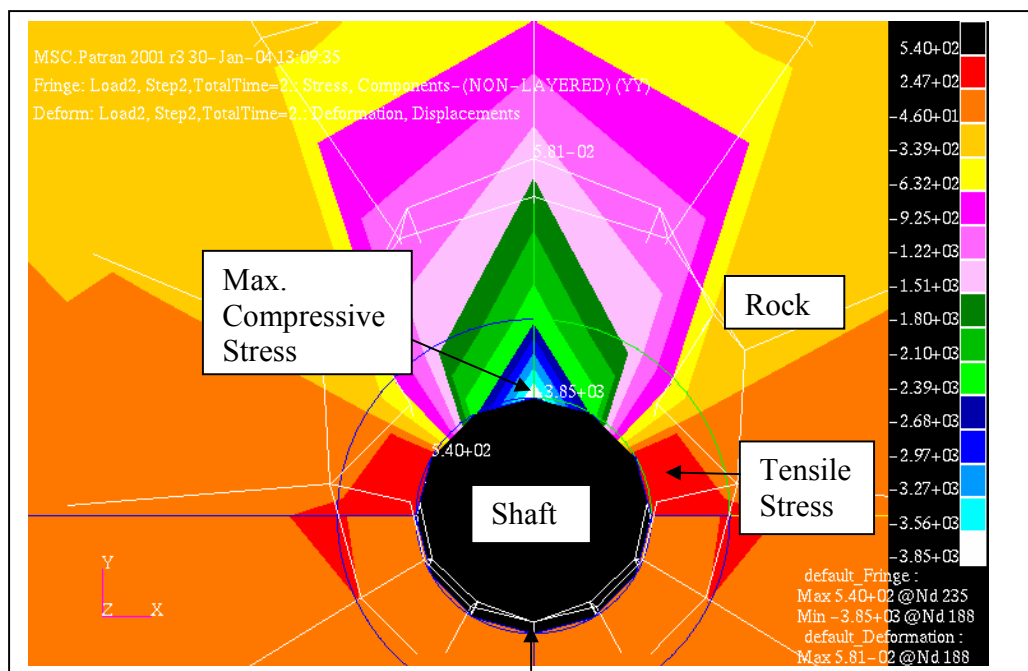 MSC.Patran 2001 r3 30-Jan-04 13:09:35
Fringe: Load2, Step2,TotalTime=2.: Stress, Components-(NON-LAYERED) (YY)
Deform: Load2, Step2,TotalTime=2.: Deformation, Displacements
5.81-02
Max.
Compressive
Stress
Rock
3.85+03
5.40+02
Tensile
Stress
Shaft
Y
Z
X
5.40+02
2.47+02
-4.60+01
-3.39+02
-6.32+02
-9.25+02
-1.22+03
-1.51+03
-1.80+03
-2.10+03
-2.39+03
-2.68+03
-2.97+03
-3.27+03
-3.56+03
-3.85+03
default_Fringe :
Max 5.40+02 @Nd 235
Min -3.85+03 @Nd 188
default_Deformation :
Max 5.81-02 @Nd 188